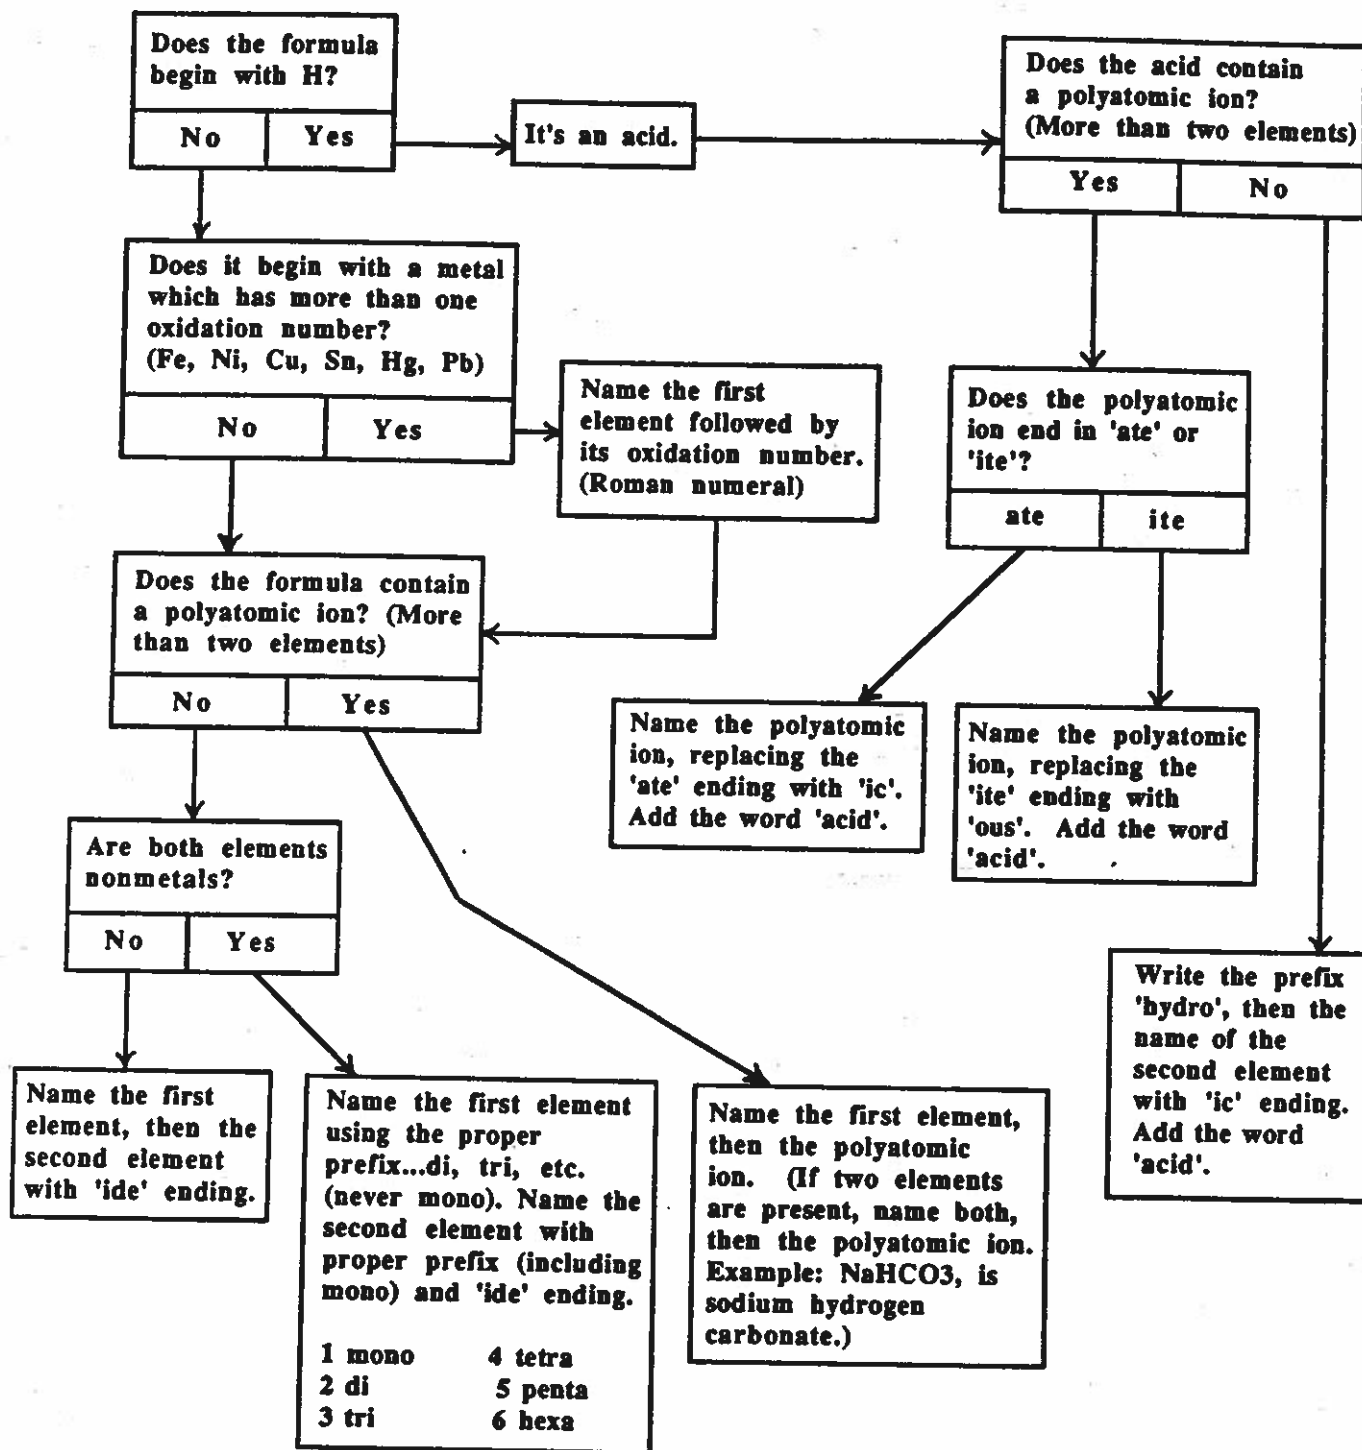 Does the formula
begin with H?
No Yes
It's an acid.
Does the acid contain
a polyatomic ion?
(More than two elements)
Yes No
Does it begin with a metal
which has more than one
oxidation number?
(Fe, Ni, Cu, Sn, Hg, Pb)
No Yes
Name the first
element followed by
its oxidation number.
(Roman numeral)
Does the polyatomic
ion end in 'ate' or
'ite'?
ate ite
Does the formula contain
a polyatomic ion? (More
than two elements)
No Yes
Name the polyatomic
ion, replacing the
'ate' ending with 'ic'.
Add the word 'acid'.
Name the polyatomic
ion, replacing the
'ite' ending with
'ous'. Add the word
'acid'.
Are both elements
nonmetals?
No Yes
Write the prefix
'hydro', then the
name of the
second element
with 'ic' ending.
Add the word
'acid'.
Name the first
element, then the
second element
with 'ide' ending.
Name the first element
using the proper
prefix...di, tri, etc.
(never mono). Name the
second element with
proper prefix (including
mono) and 'ide' ending.
1 mono 4 tetra
2 di 5 penta
3 tri 6 hexa
Name the first element,
then the polyatomic
ion. (If two elements
are present, name both,
then the polyatomic ion.
Example: NaHCO3, is
sodium hydrogen
carbonate.)